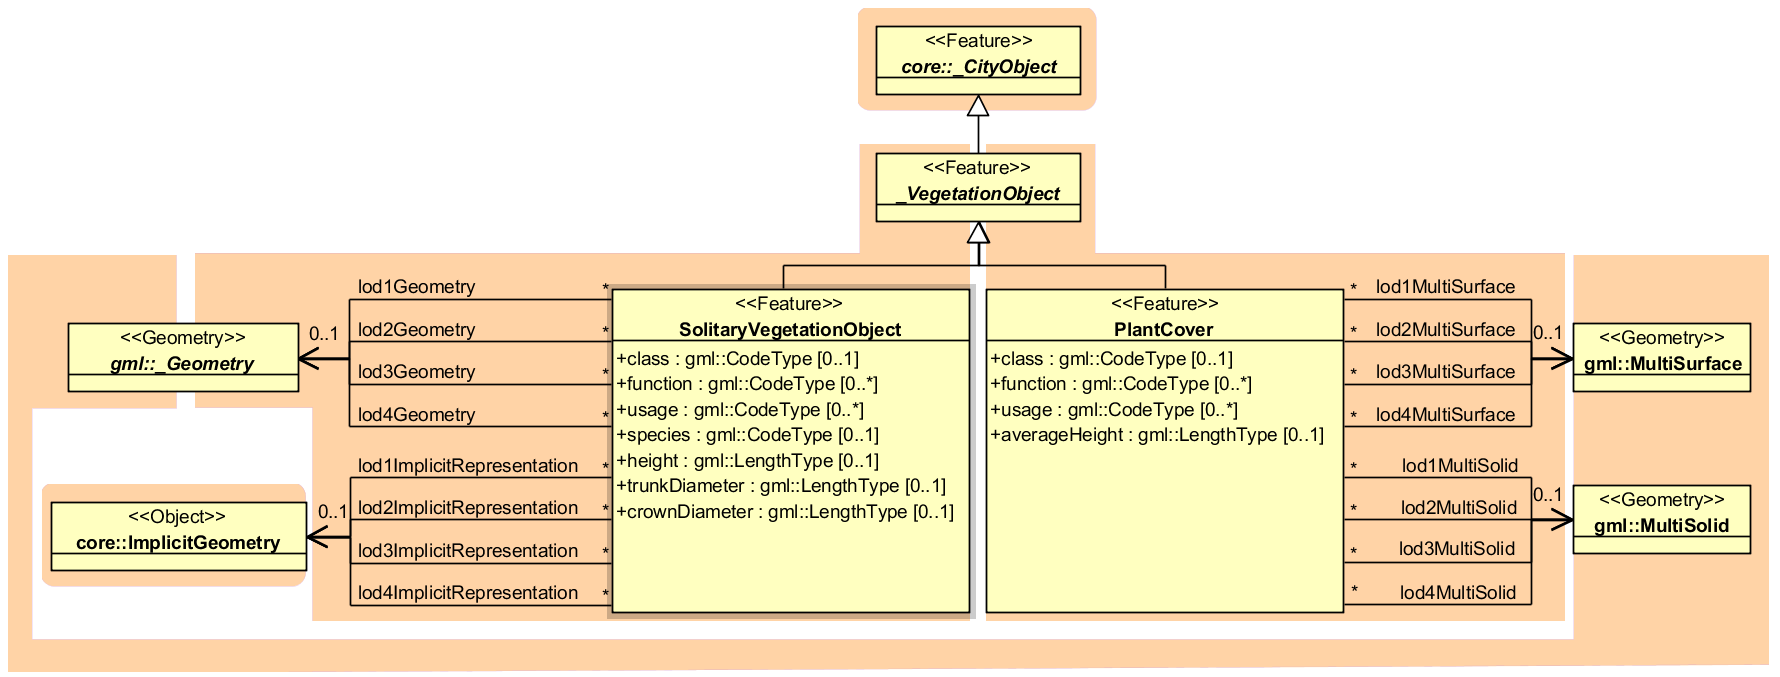 <<Feature>>
core::_CityObject
<<Feature>>
_VegetationObject
lod1Geometry
*
lod2Geometry
*
lod3Geometry
*
lod4Geometry
*
0..1
<<Geometry>>
gml::_Geometry
lod1ImplicitRepresentation
*
lod2ImplicitRepresentation
*
lod3ImplicitRepresentation
*
lod4ImplicitRepresentation
*
0..1
<<Object>>
core::ImplicitGeometry
<<Feature>>
SolitaryVegetationObject
+class : gml::CodeType [0..1]
+function : gml::CodeType [0..*]
+usage : gml::CodeType [0..*]
+species : gml::CodeType [0..1]
+height : gml::LengthType [0..1]
+trunkDiameter : gml::LengthType [0..1]
+crownDiameter : gml::LengthType [0..1]
<<Feature>>
PlantCover
+class : gml::CodeType [0..1]
+function : gml::CodeType [0..*]
+usage : gml::CodeType [0..*]
+averageHeight : gml::LengthType [0..1]
* lod1MultiSurface
* lod2MultiSurface
* lod3MultiSurface
* lod4MultiSurface
0..1
<<Geometry>>
gml::MultiSurface
* lod1MultiSolid
* lod2MultiSolid
* lod3MultiSolid
* lod4MultiSolid
0..1
<<Geometry>>
gml::MultiSolid